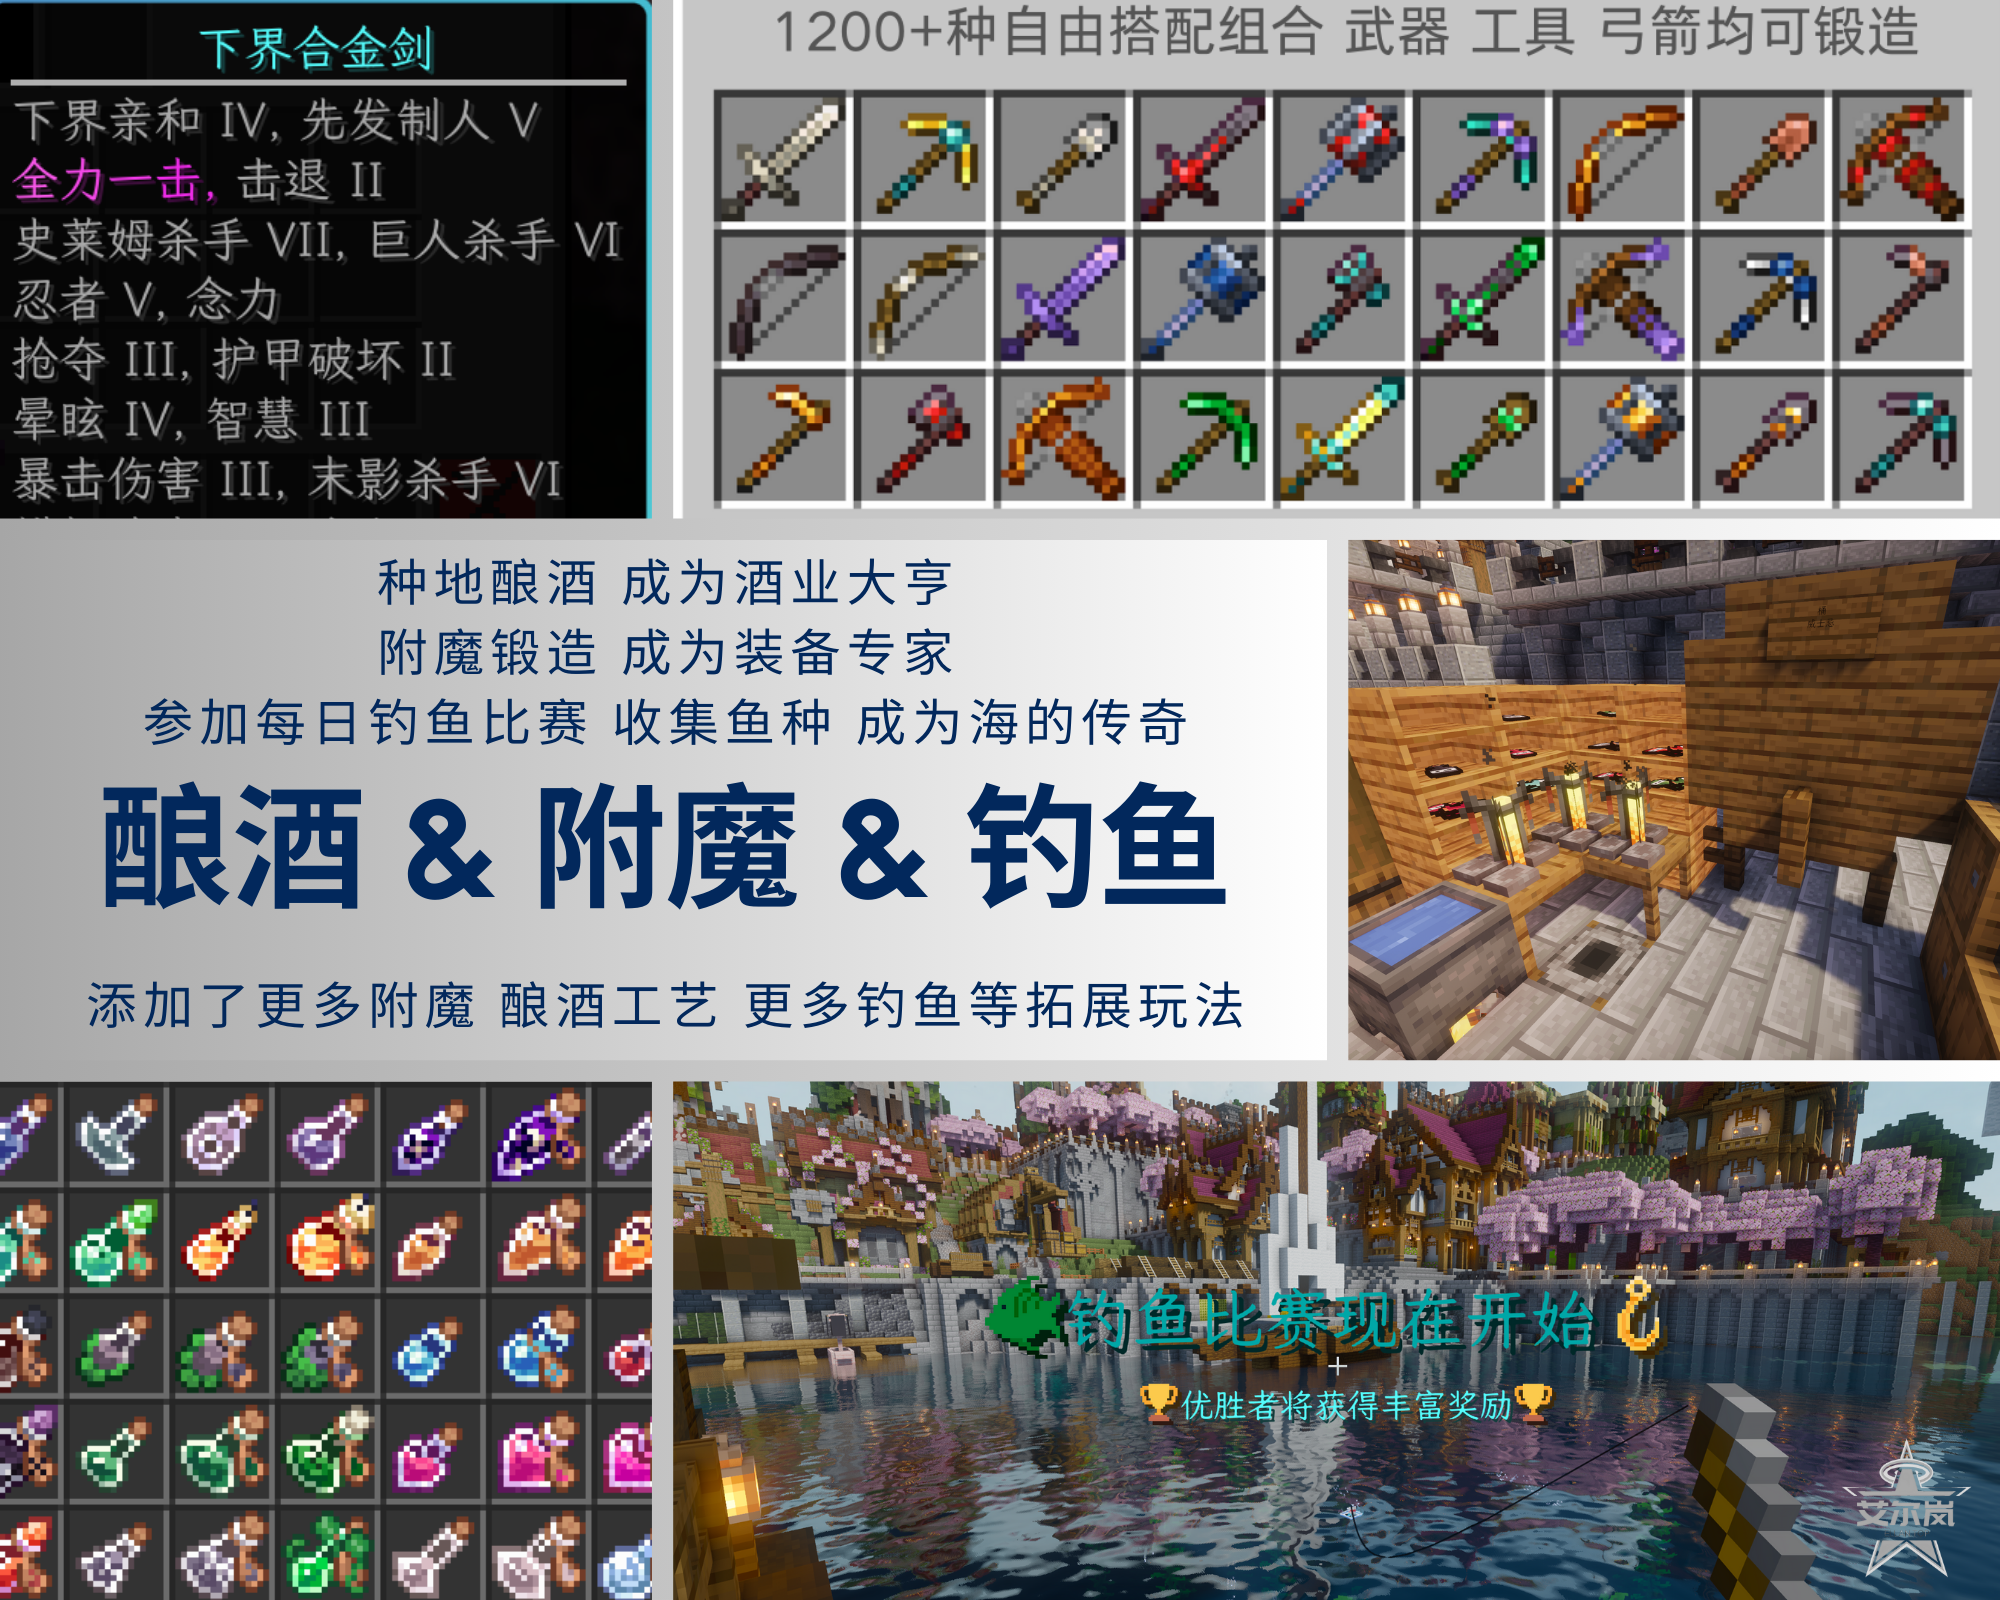 下界合金剑
下界亲和 IV, 先发制人 V
全力一击, 击退 II
史莱姆杀手 VII, 巨人杀手 VI
忍者 V, 念力
抢夺 III, 护甲破坏 II
晕眩 IV, 智慧 III
暴击伤害 III, 末影杀手 VI
1200+种自由搭配组合 武器 工具 弓箭均可锻造
种地酿酒 成为酒业大亨
附魔锻造 成为装备专家
参加每日钓鱼比赛 收集鱼种 成为海的传奇
酿酒 & 附魔 & 钓鱼
添加了更多附魔 酿酒工艺 更多钓鱼等拓展玩法
钓鱼比赛现在开始
优胜者将获得丰富奖励
艾尔岚